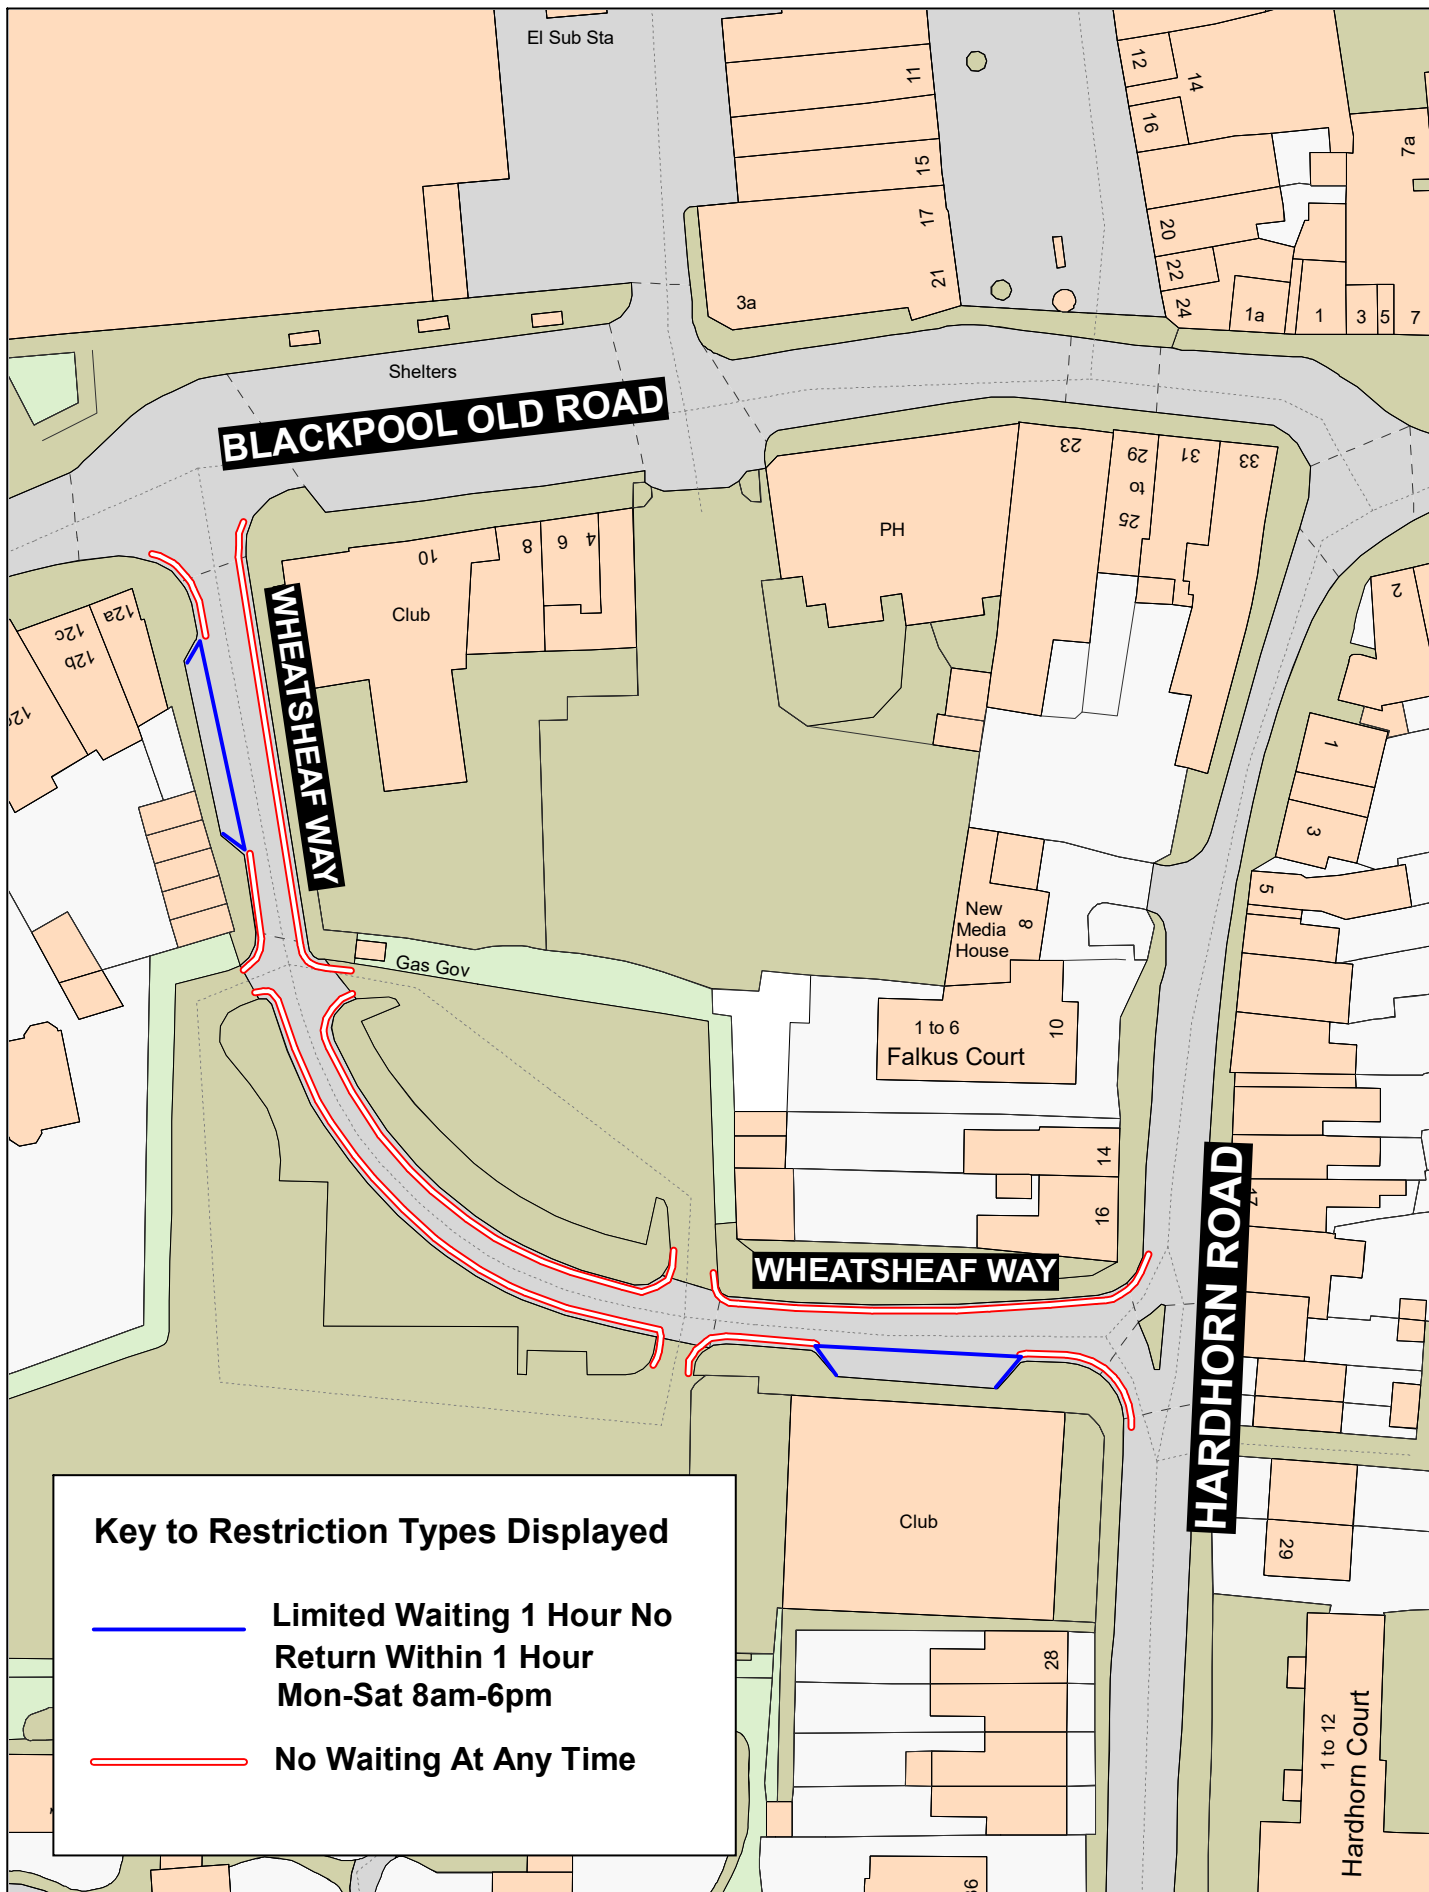 El Sub Sta
11
12
14
16
15
7a
17
20
21
22
3a
24
1a
1
3
5
7
Shelters
BLACKPOOL OLD ROAD
23
29
to
25
31
33
PH
10
8
6
4
Club
2
12a
12c
12b
WHEATSHEAF WAY
1
3
5
New
Media
House
8
Gas Gov
1 to 6
Falkus Court
10
14
16
17
WHEATSHEAF WAY
HARDHORN ROAD
Club
29
28
1 to 12
Hardhorn Court
Key to Restriction Types Displayed
Limited Waiting 1 Hour No
Return Within 1 Hour
Mon-Sat 8am-6pm
No Waiting At Any Time